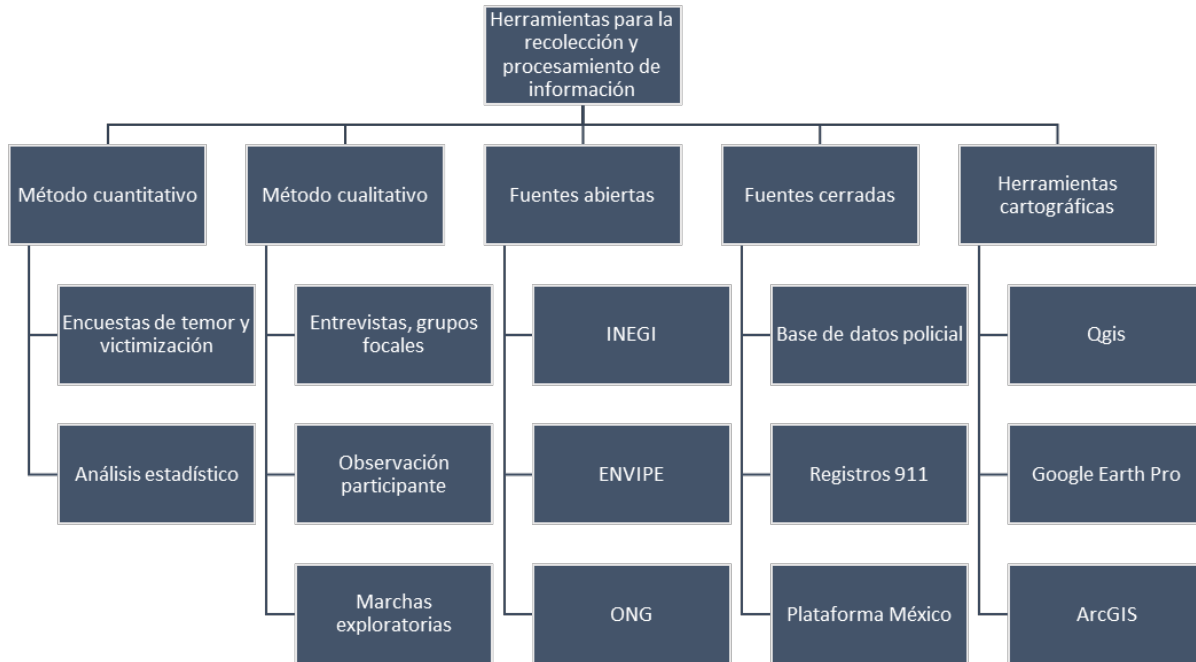 Herramientas para la
recolección y
procesamiento de
información
Método cuantitativo
Encuestas de temor y
victimización
Análisis estadístico
Método cualitativo
Entrevistas, grupos
focales
Observación
participante
Marchas
exploratorias
Fuentes abiertas
INEGI
ENVIPE
ONG
Fuentes cerradas
Base de datos policial
Registros 911
Plataforma México
Herramientas
cartográficas
Qgis
Google Earth Pro
ArcGIS